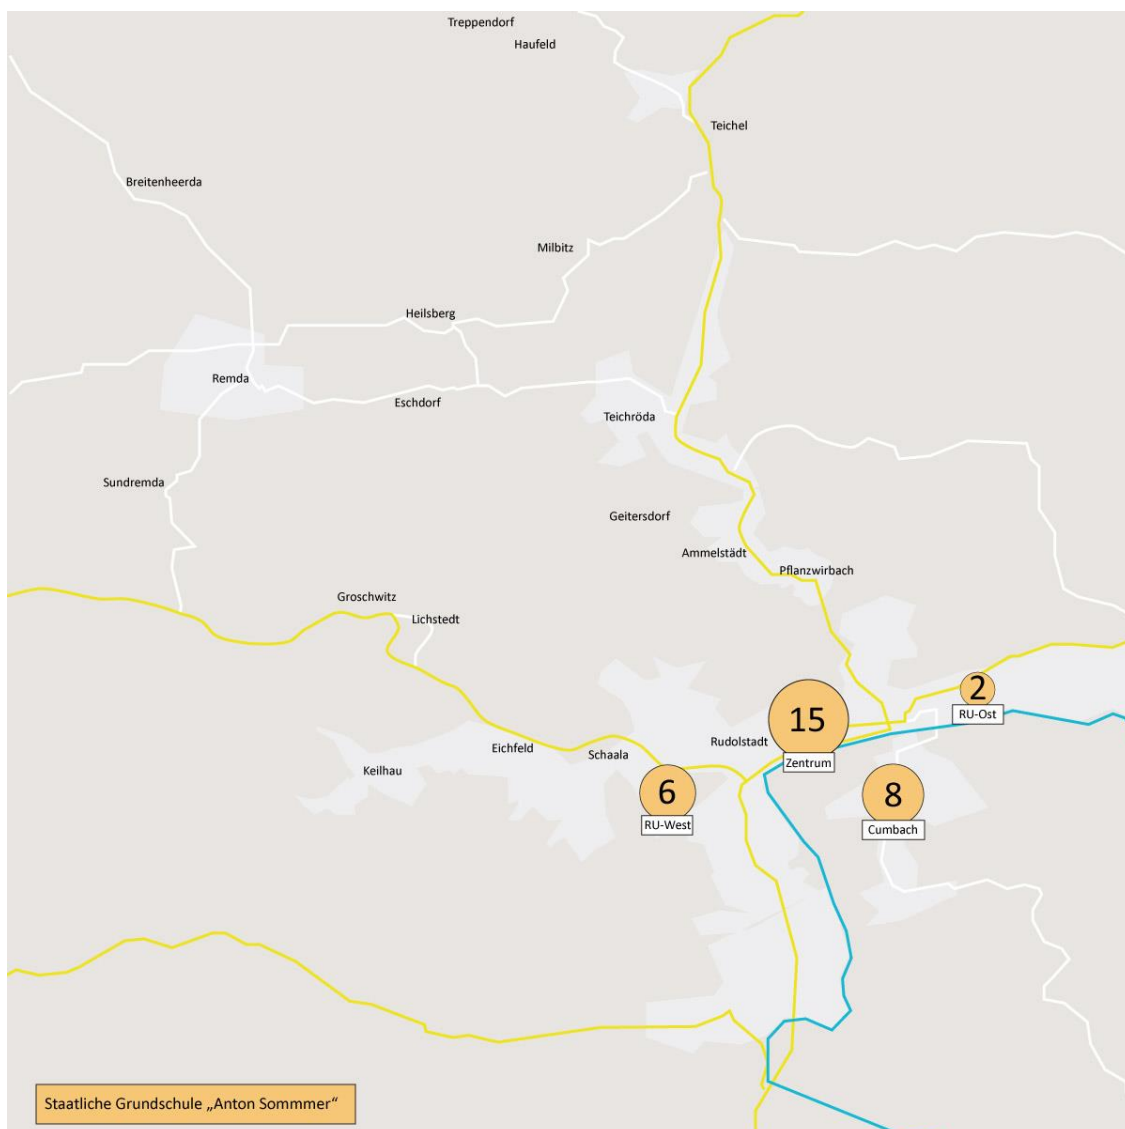 Treppendorf
Haufeld
Teichel
Breitenheerda
Milbitz
Heilsberg
Remda
Eschdorf
Teichröda
Sundremda
Geitersdorf
Ammelstädt
Pflanzwirbach
Groschwitz
Lichstedt
2
RU-Ost
15
Zentrum
Rudolstadt
Eichfeld
Schaala
Keilhau
6
RU-West
8
Cumbach
Staatliche Grundschule „Anton Sommmer“